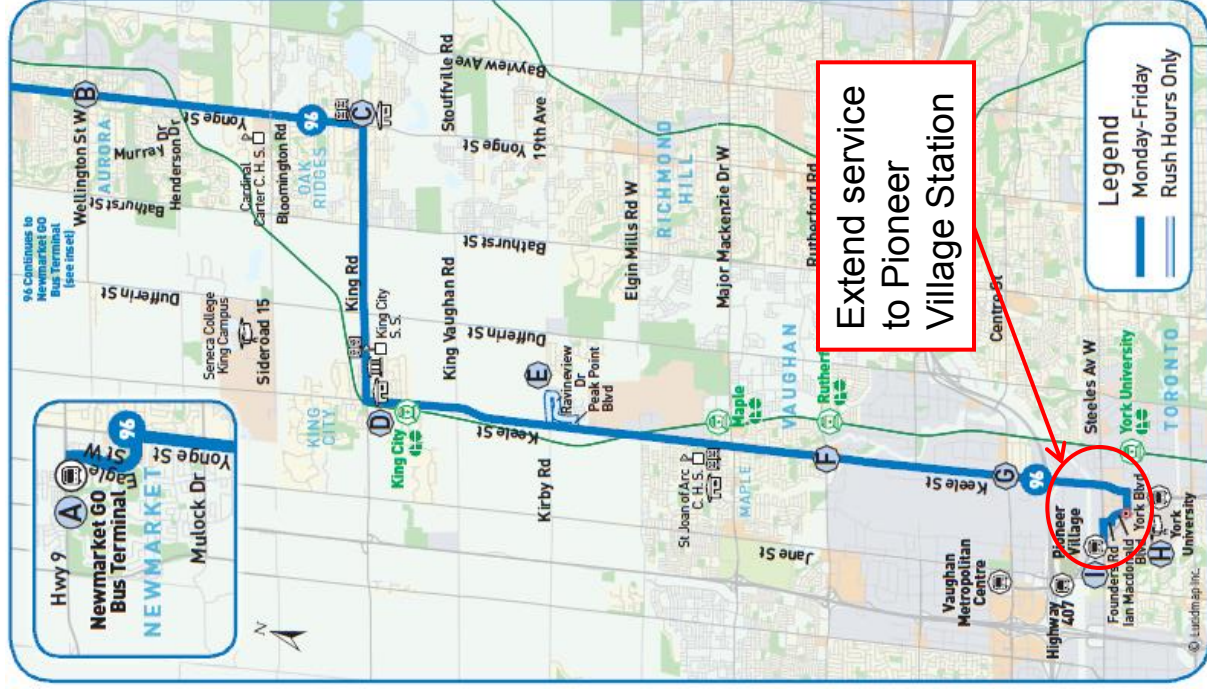 96 Continues to
Newmarket GO
Bus Terminal
(see inset)
Wellington St W
B
AURORA
Murray Dr
Henderson Dr
Bathurst St
Dufferin St
Yonge St
Cardinal
Carter C. H. S.
Bloomington Rd
96
OAK
RIDGES
C
Stouffville Rd
Bayview Ave
Yonge St
19th Ave
Seneca College
King Campus
Sideroad 15
King Rd
KING
CITY
King City
S. S.
D
King City
GO
King Vaughan Rd
Bathurst St
Dufferin St
E
Ravineview
Dr
Peak Point
Blvd
Keele St
Kirby Rd
Elgin Mills Rd W
RICHMOND
HILL
Major Mackenzie Dr W
Maple
GO
St Joan of Arc
C. H. S.
MAPLE
VAUGHAN
Rutherford Rd
Rutherf
GO
F
Jane St
Keele St
G
96
Centre St
Vaughan
Metropolitan
Centre
Highway
407
Pioneer
Village
Steeles Ave W
York University
GO
TORONTO
I
Founders Rd
Ian Macdonald
Blvd
York Blvd
H
York
University
Extend service
to Pioneer
Village Station
Legend
Monday-Friday
Rush Hours Only
Hwy 9
A
Newmarket GO
Bus Terminal
Eagle
St W
96
NEWMARKET
Mulock Dr
Yonge St
N
© Lundmap Inc.